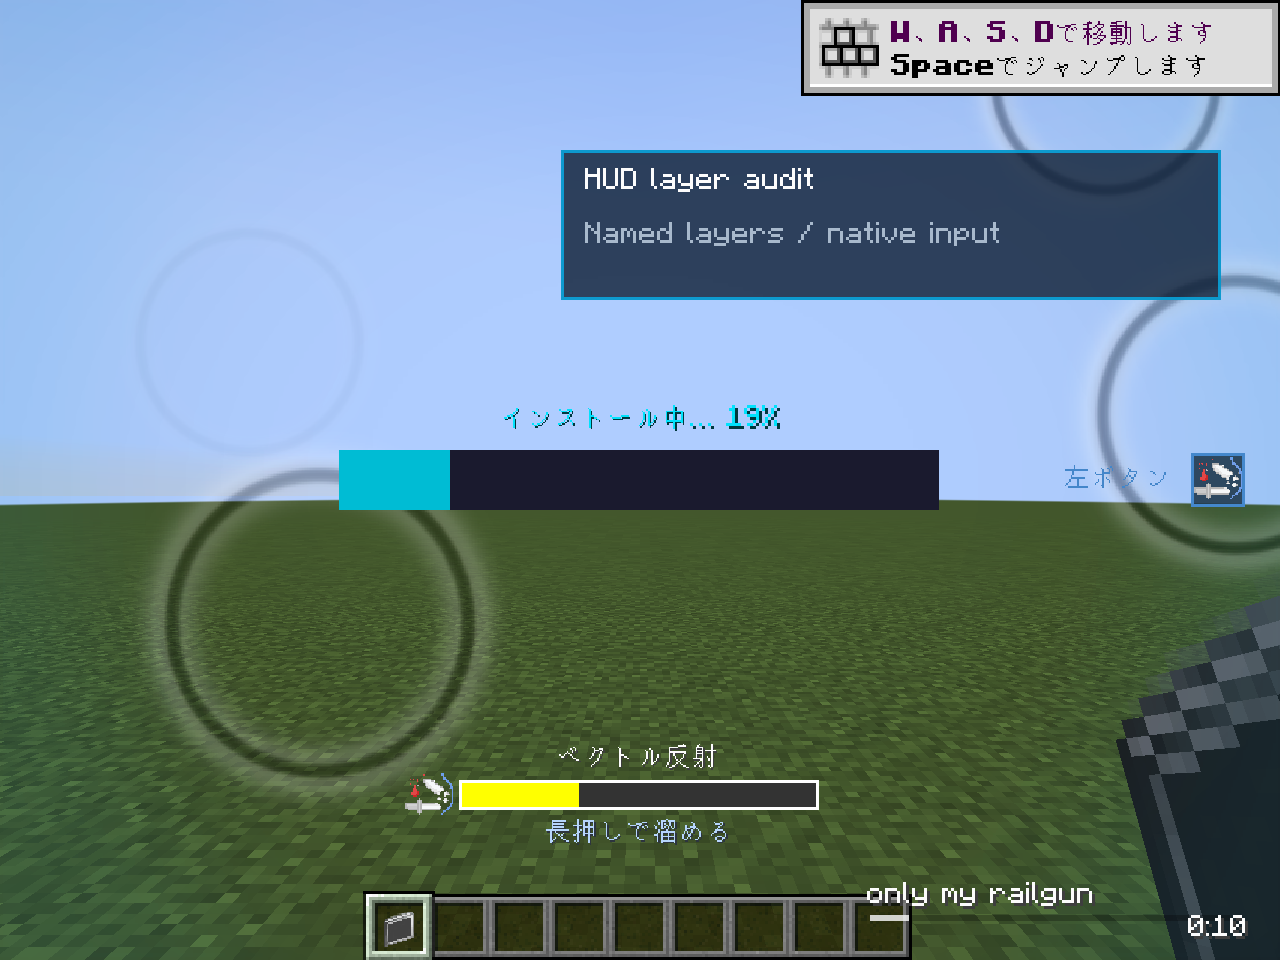 W、A、S、Dで移動します
Spaceでジャンプします
HUD layer audit
Named layers / native input
インストール中... 19%
左ボタン
ベクトル反射
長押しで溜める
only my railgun
0:10